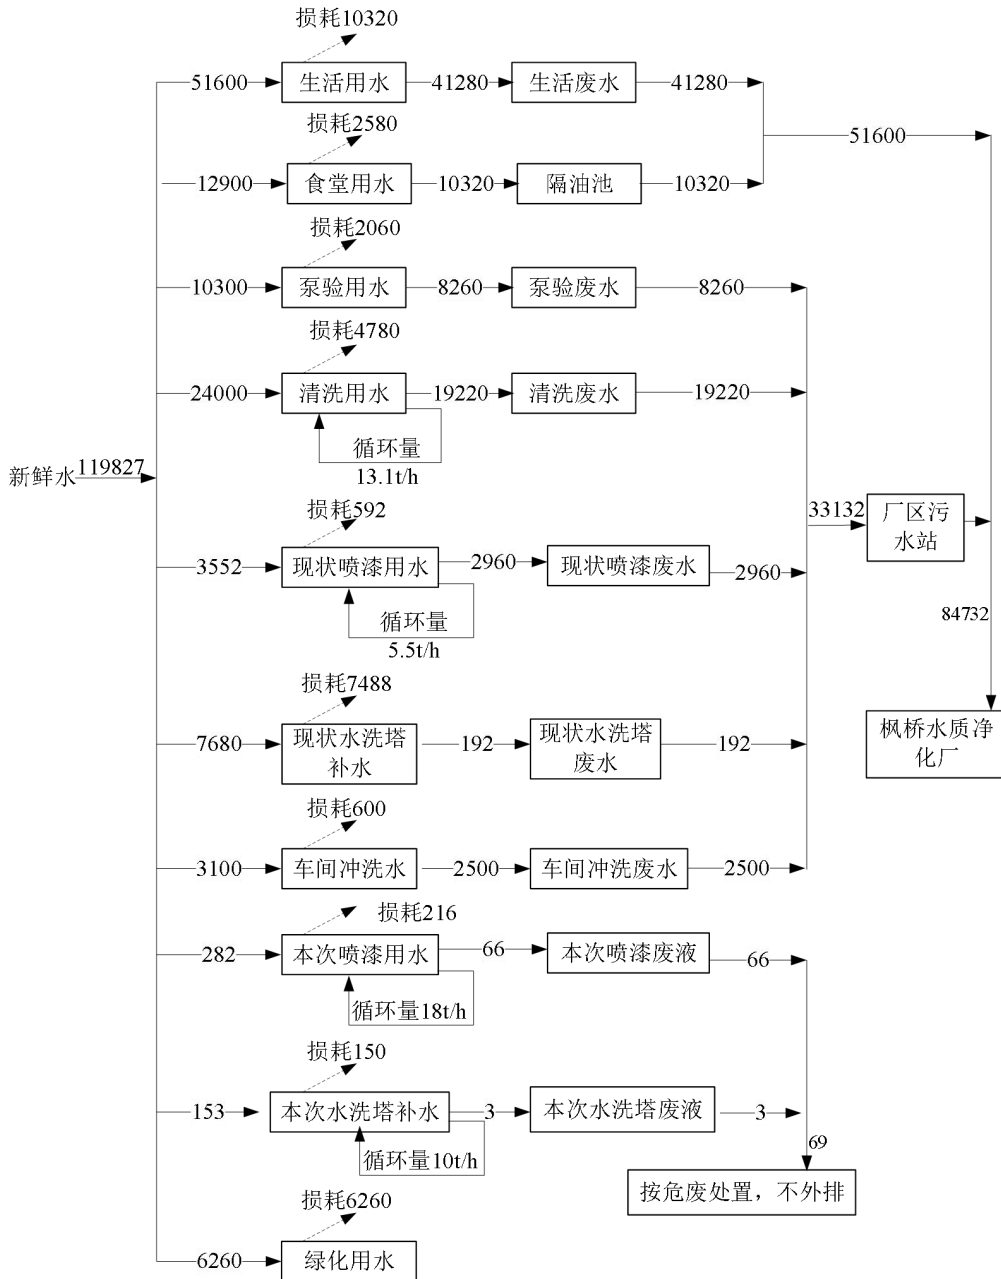 损耗10320
51600
生活用水
41280
生活废水
41280
51600
损耗2580
12900
食堂用水
10320
隔油池
10320
损耗2060
10300
泵验用水
8260
泵验废水
8260
损耗4780
24000
清洗用水
19220
清洗废水
19220
循环量
13.1t/h
新鲜水
119827
损耗592
3552
现状喷漆用水
2960
现状喷漆废水
2960
循环量
5.5t/h
33132
厂区污
水站
84732
枫桥水质净
化厂
损耗7488
7680
现状水洗塔
补水
192
现状水洗塔
废水
192
损耗600
3100
车间冲洗水
2500
车间冲洗废水
2500
损耗216
282
本次喷漆用水
66
本次喷漆废液
66
循环量18t/h
损耗150
153
本次水洗塔补水
3
本次水洗塔废液
3
循环量10t/h
69
按危废处置，不外排
损耗6260
6260
绿化用水